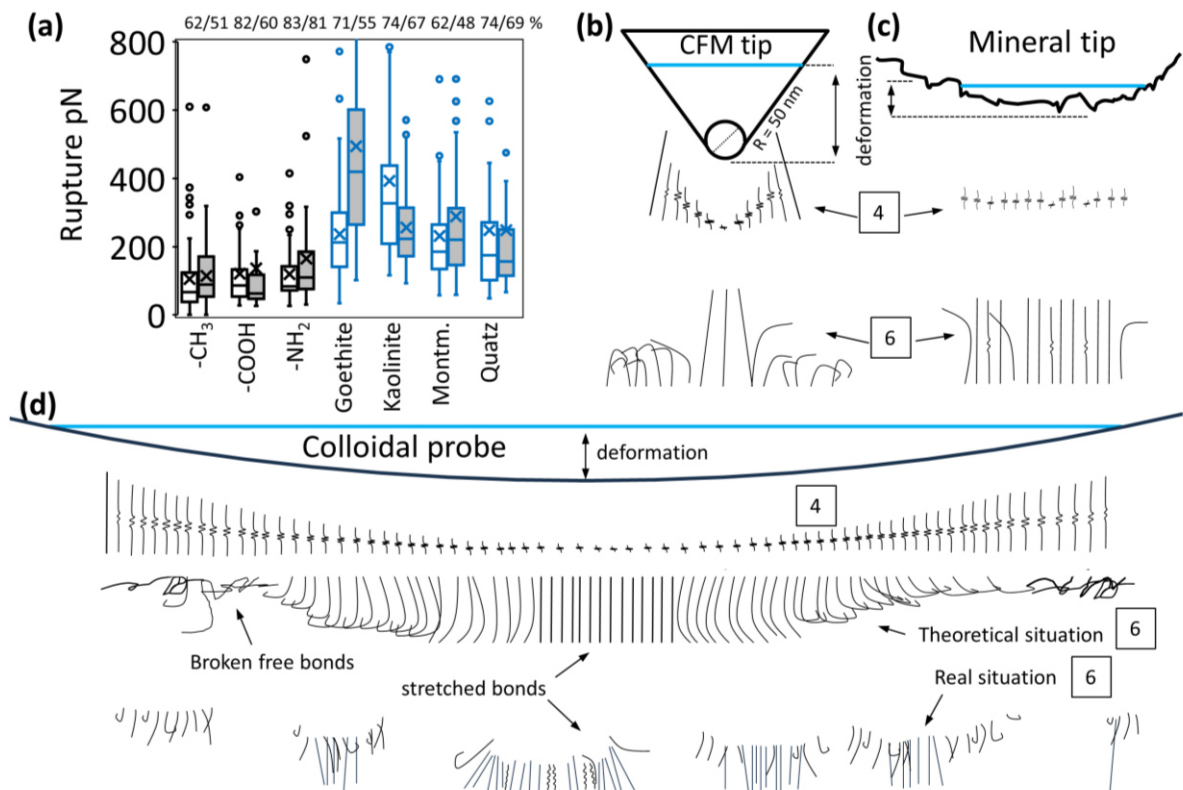 (a)
62/51 82/60 83/81 71/55 74/67 62/48 74/69 %
800
600
400
200
0
Rupture pN
-CH₃
-COOH
-NH₂
Goethite
Kaolinite
Montm.
Quatz
(b)
CFM tip
R = 50 nm
deformation
4
6
(c)
Mineral tip
(d)
Colloidal probe
deformation
4
Broken free bonds
stretched bonds
Theoretical situation 6
Real situation 6